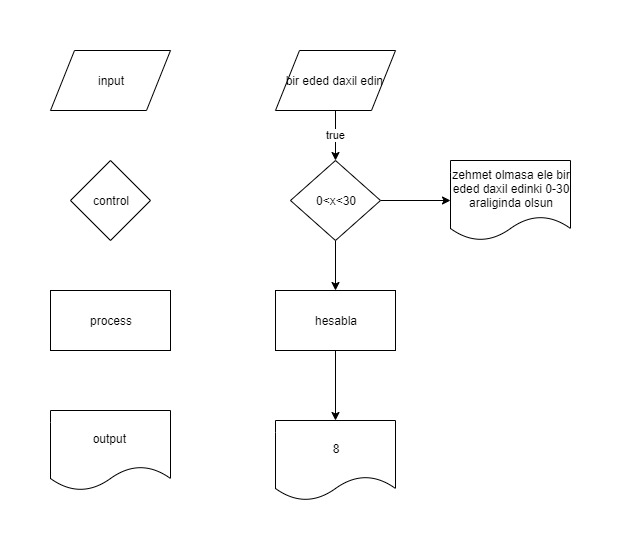 input
bir eded daxil edin
true
control
0<x<30
zehmet olmasa ele bir
eded daxil edinki 0-30
araliginda olsun
process
hesabla
output
8